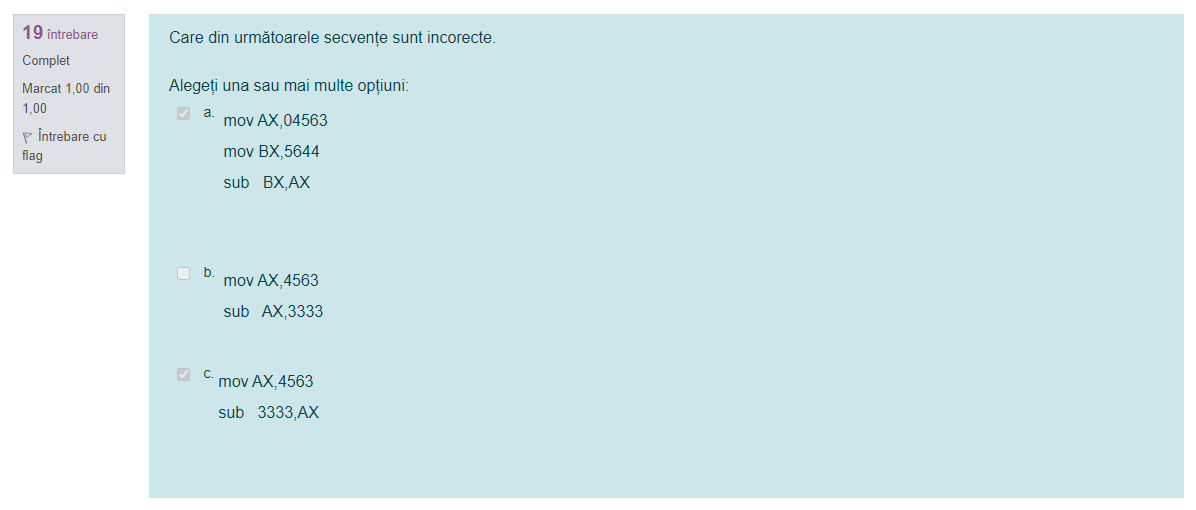 19 întrebare
Complet
Marcat 1,00 din
1,00
Întrebare cu
flag
Care din următoarele secvențe sunt incorecte.
Alegeți una sau mai multe opțiuni:
a. mov AX,04563
mov BX,5644
sub BX,AX
b. mov AX,4563
sub AX,3333
c. mov AX,4563
sub 3333,AX